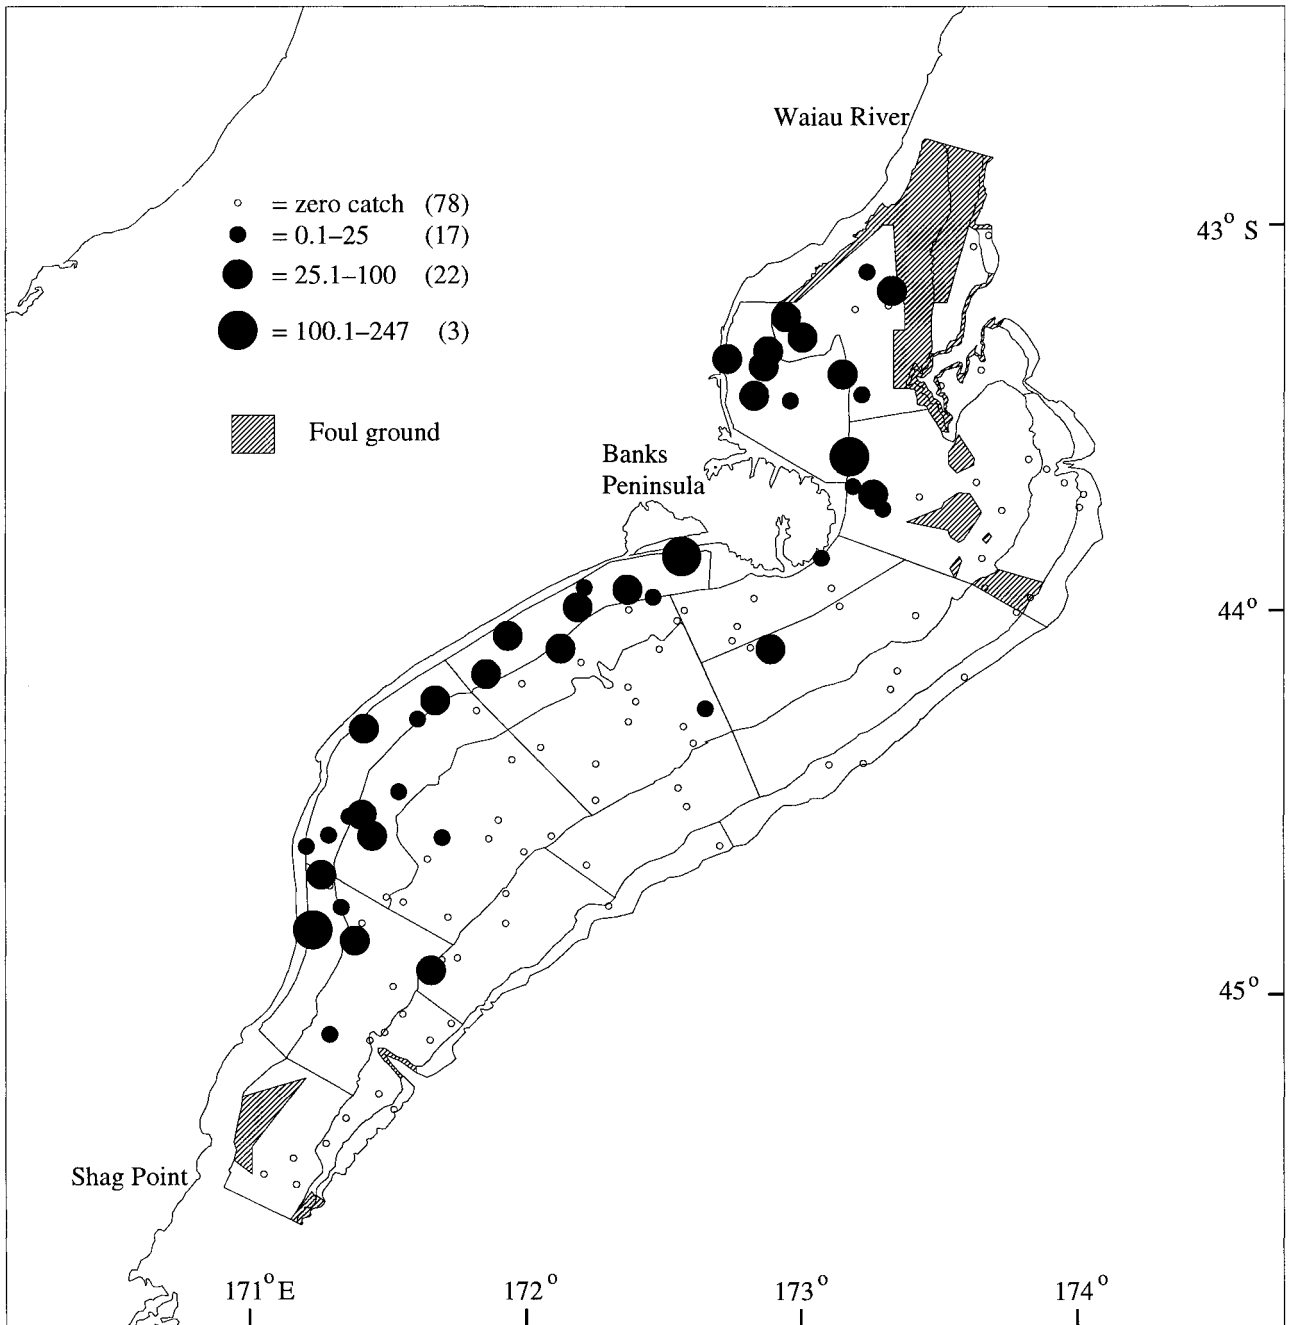 Waiau River
= zero catch (78)
= 0.1–25 (17)
= 25.1–100 (22)
= 100.1–247 (3)
Foul ground
43° S
Banks
Peninsula
44°
45°
Shag Point
171° E
172°
173°
174°